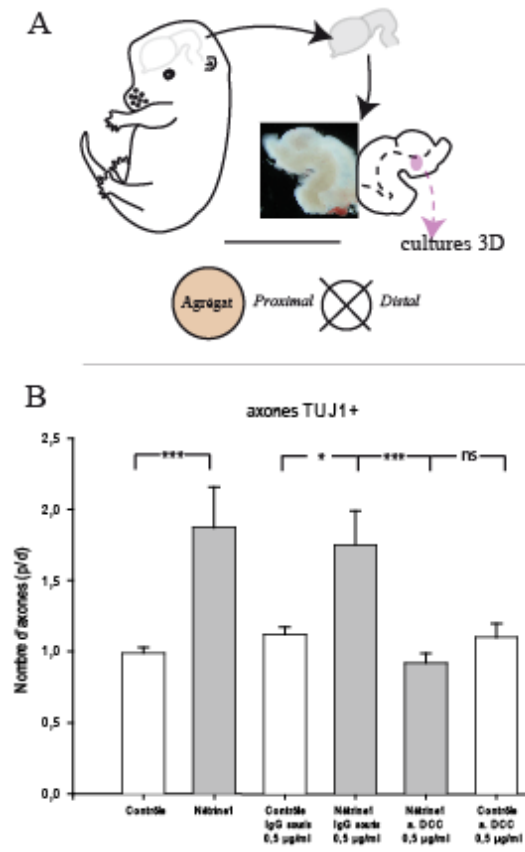 A
cultures 3D
Agrégat Proximal Distal
B
axones TUJ1+
Nombre d'axones (p/d)
2,5
2,0
1,5
1,0
0,5
0,0
*** * *** ns
Contrôle Nétrine1 Contrôle Nétrine1 Nétrine1 Contrôle
IgG souris IgG souris a. DCC a. DCC
0,5 µg/ml 0,5 µg/ml 0,5 µg/ml 0,5 µg/ml